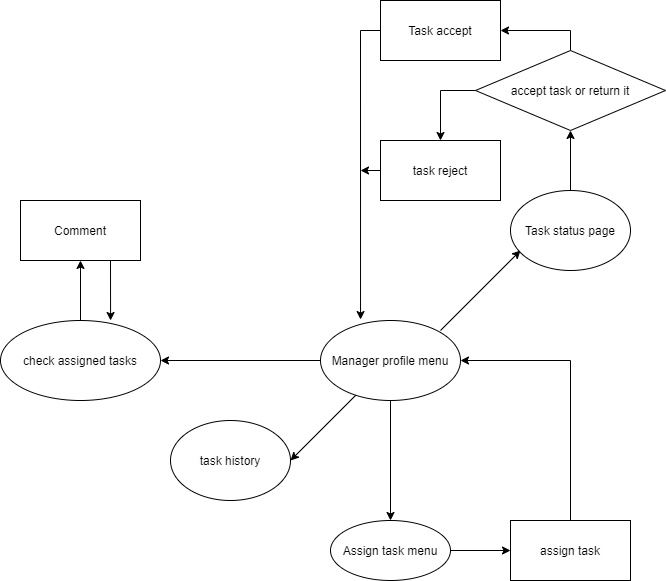 Task accept
accept task or return it
task reject
Comment
Task status page
check assigned tasks
Manager profile menu
task history
Assign task menu
assign task